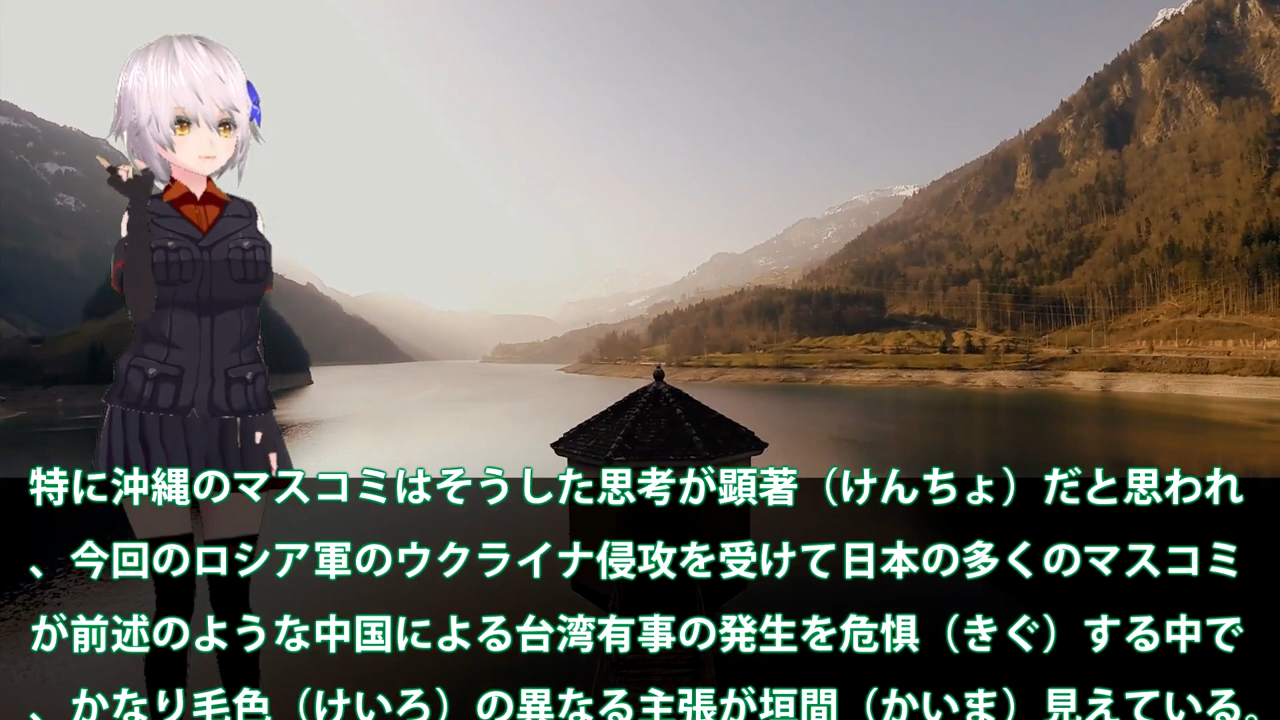 特に沖縄のマスコミはそうした思考が顕著（けんちょ）だと思われ
、今回のロシア軍のウクライナ侵攻を受けて日本の多くのマスコミ
が前述のような中国による台湾有事の発生を危惧（きぐ）する中で
、かなり毛色（けいろ）の異なる主張が垣間（かいま）見えている。